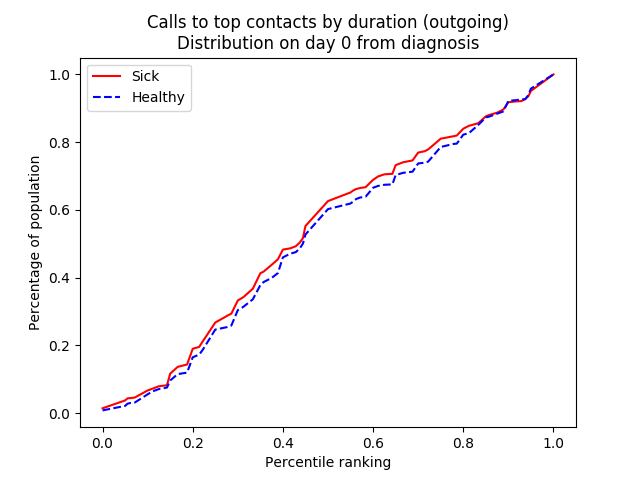 Calls to top contacts by duration (outgoing)
Distribution on day 0 from diagnosis
Sick
Healthy
Percentage of population
1.0
0.8
0.6
0.4
0.2
0.0
0.0 0.2 0.4 0.6 0.8 1.0
Percentile ranking